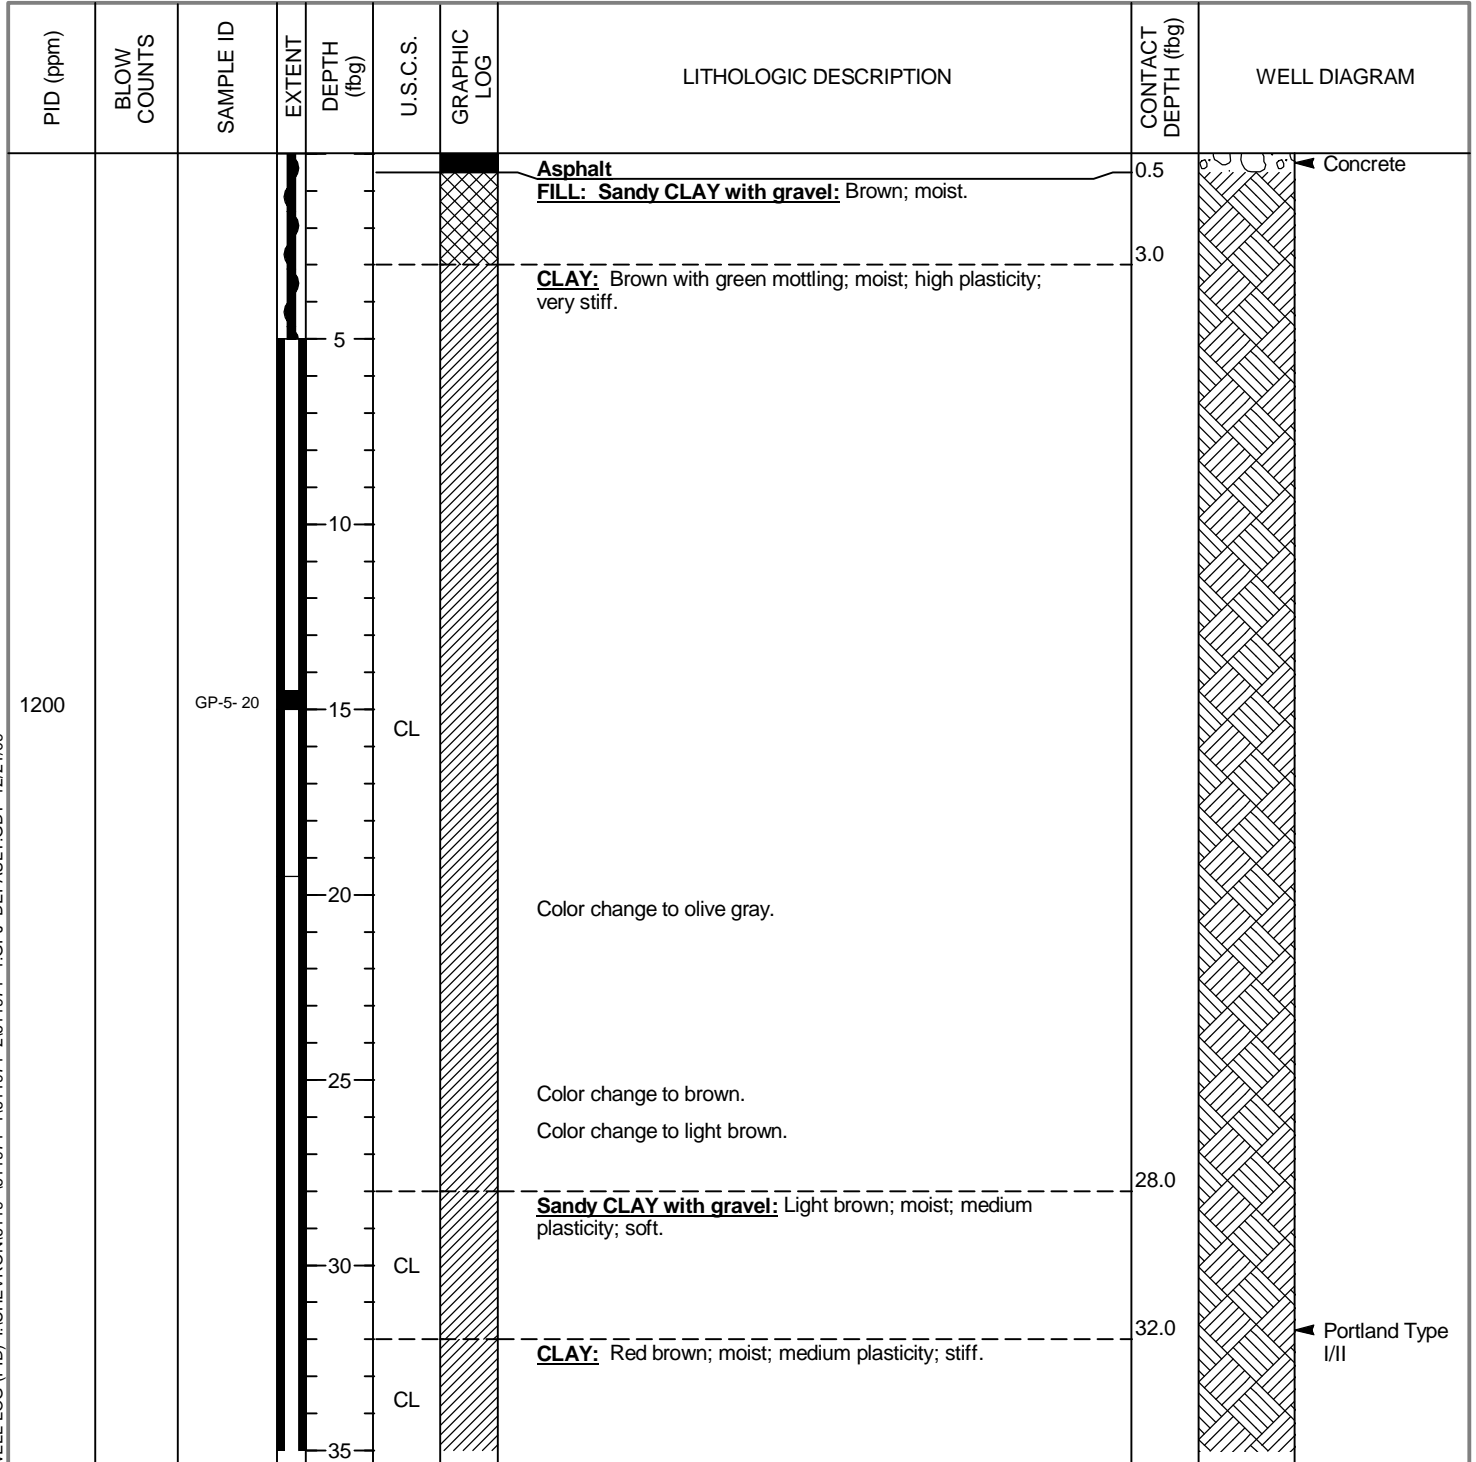 PID (ppm)
BLOW
COUNTS
SAMPLE ID
EXTENT
DEPTH
(fbg)
U.S.C.S.
GRAPHIC
LOG
LITHOLOGIC DESCRIPTION
CONTACT
DEPTH (fbg)
WELL DIAGRAM
Asphalt
0.5
Concrete
FILL: Sandy CLAY with gravel: Brown; moist.
3.0
CLAY: Brown with green mottling; moist; high plasticity;
very stiff.
5
10
1200
GP-5- 20
15
CL
20
Color change to olive gray.
25
Color change to brown.
Color change to light brown.
28.0
Sandy CLAY with gravel: Light brown; moist; medium
plasticity; soft.
30
CL
32.0
Portland Type
I/II
CLAY: Red brown; moist; medium plasticity; stiff.
CL
35